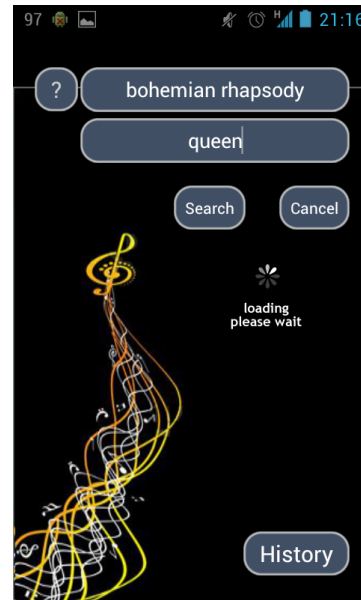 97 H 21:16
? bohemian rhapsody
queen
Search Cancel
loading
please wait
History